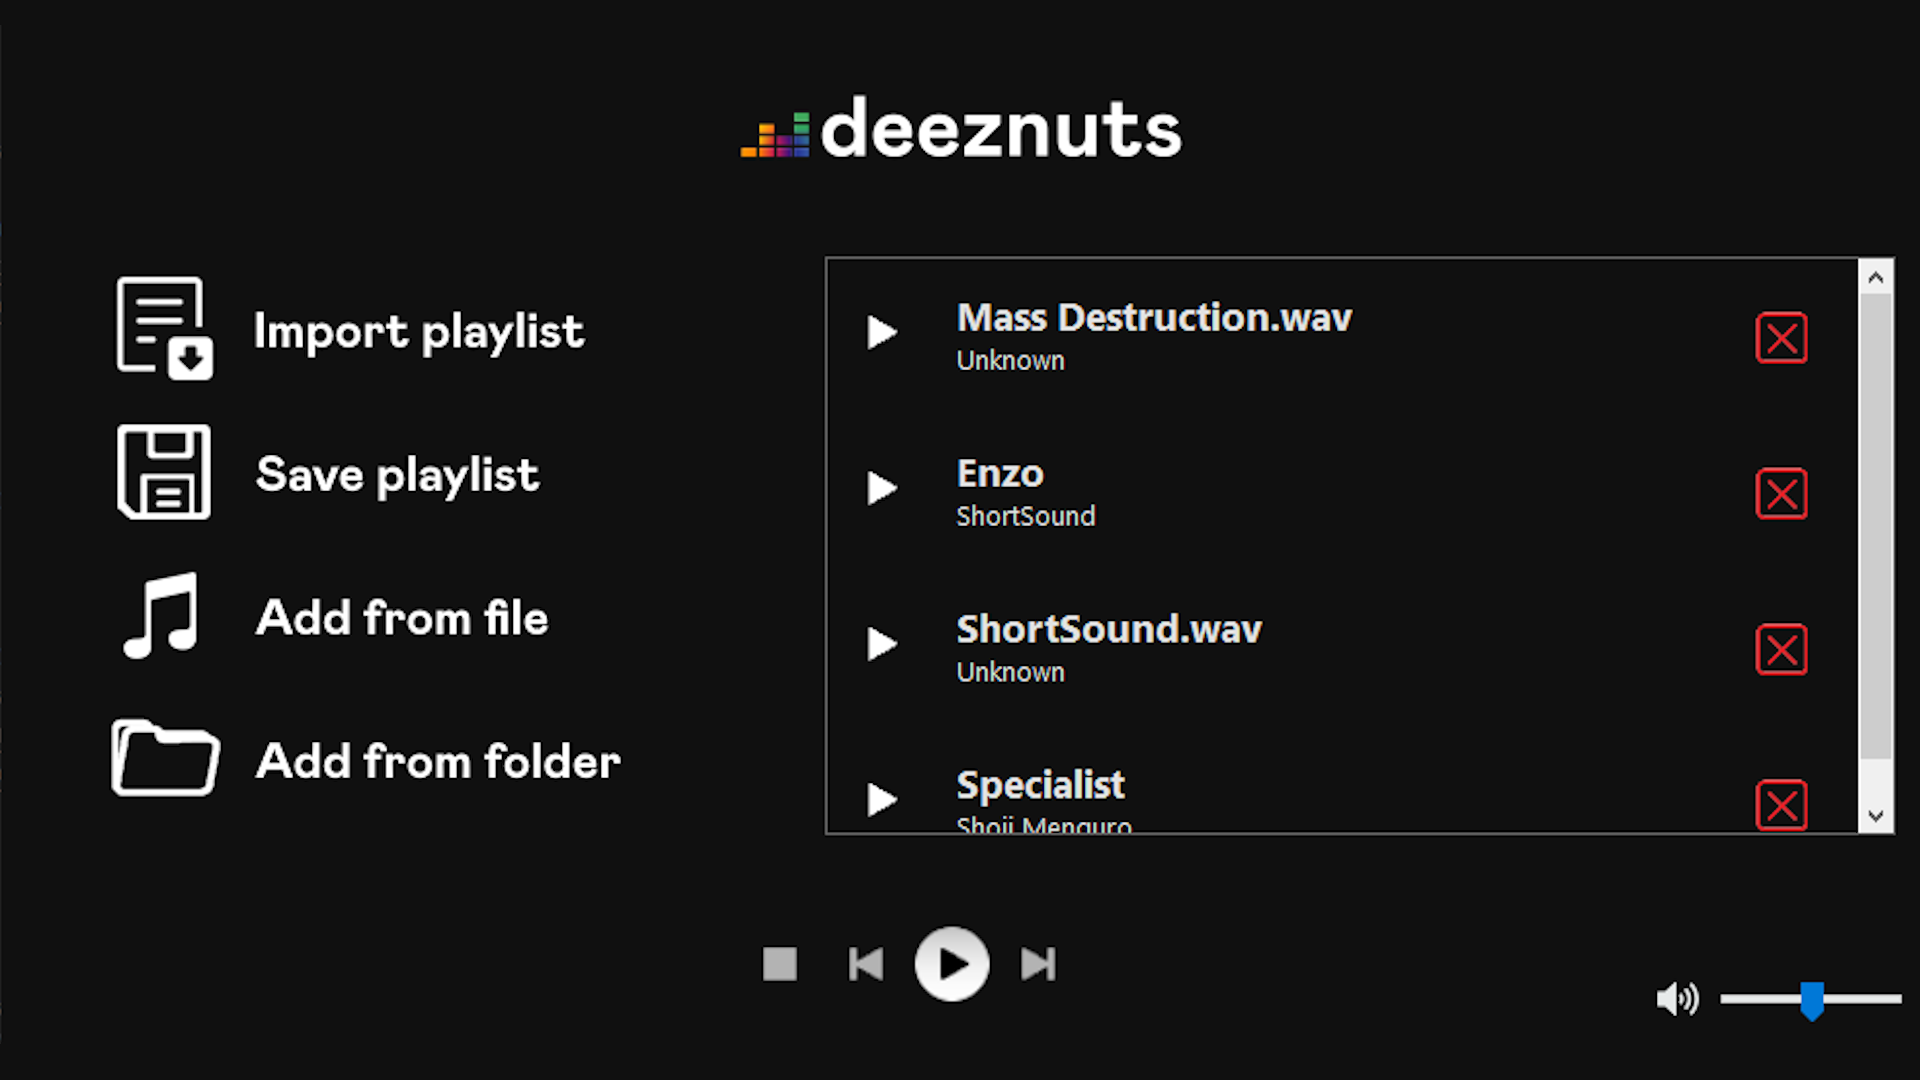 deeznuts
Import playlist
Save playlist
Add from file
Add from folder
Mass Destruction.wav
Unknown
Enzo
ShortSound
ShortSound.wav
Unknown
Specialist
Shoji Menguro